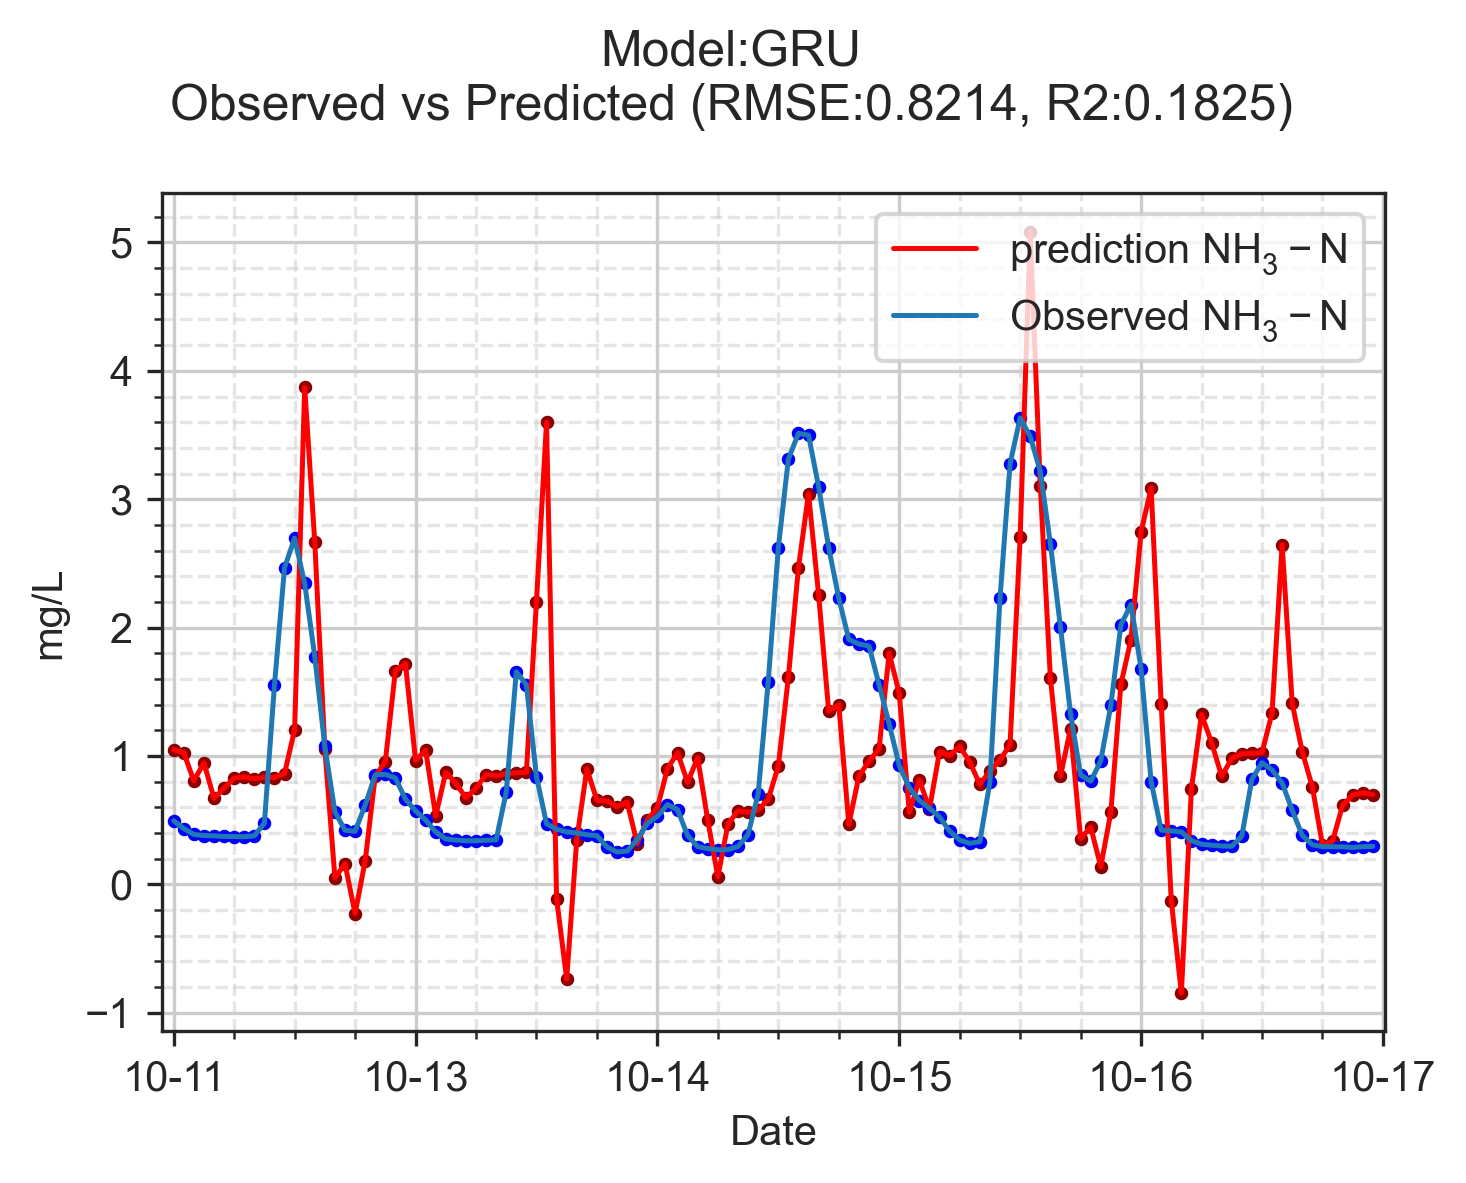 Model:GRU
Observed vs Predicted (RMSE:0.8214, R2:0.1825)
prediction NH₃ − N
Observed NH₃ − N
5
4
3
2
1
0
−1
mg/L
10-11 10-13 10-14 10-15 10-16 10-17
Date